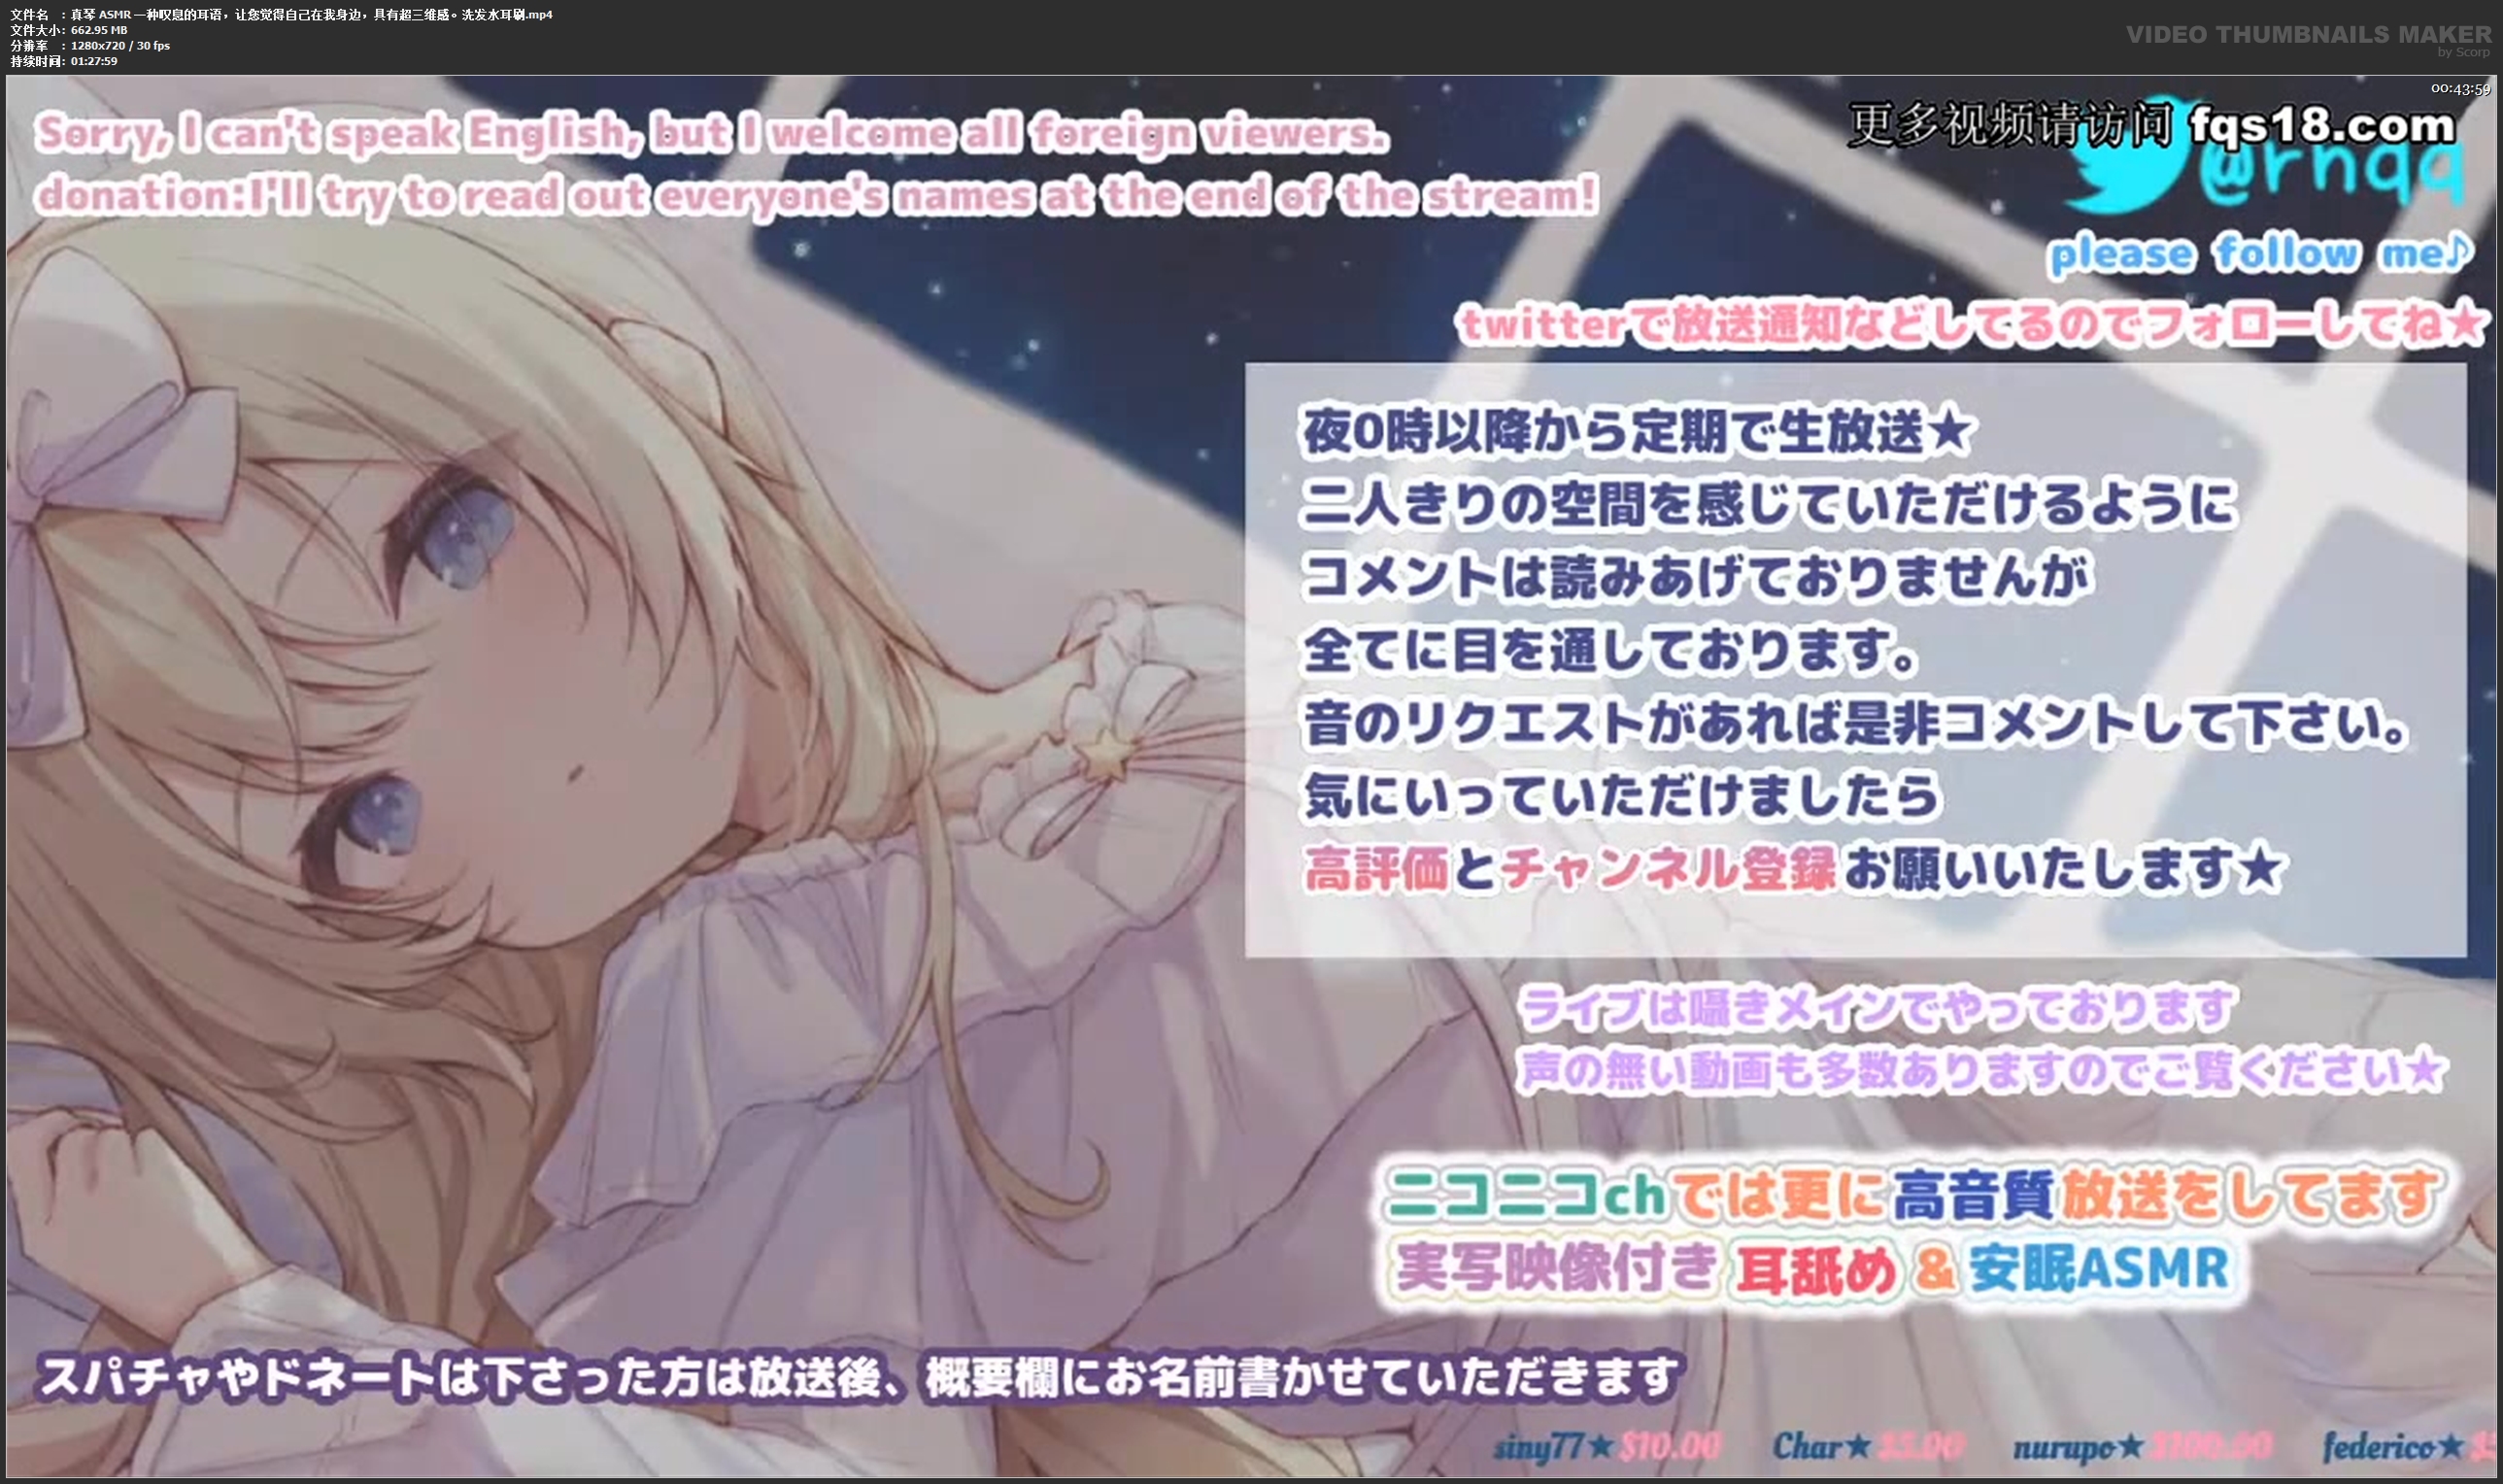 文件名 : 真琴 ASMR —种叹息的耳语，让您觉得自己在我身边，具有超三维感。洗发水耳刷.mp4
文件大小: 662.95 MB
分辨率 : 1280x720 / 30 fps
持续时间: 01:27:59
VIDEO THUMBNAILS MAKER
by Scorp
00:43:59
更多视频请访问 fqs18.com
Sorry, I can't speak English, but I welcome all foreign viewers.
donation:I'll try to read out everyone's names at the end of the stream!
@rnqq
please follow me♪
twitterで放送通知などしてるのでフォローしてね★
夜0時以降から定期で生放送★
二人きりの空間を感じていただけるように
コメントは読みあげておりませんが
全てに目を通しております。
音のリクエストがあれば是非コメントして下さい。
気にいっていただけましたら
高評価とチャンネル登録お願いいたします★
ライブは囁きメインでやっております
声の無い動画も多数ありますのでご覧ください★
ニコニコchでは更に高音質放送をしてます
実写映像付き耳舐め&安眠ASMR
スパチャやドネートは下さった方は放送後、概要欄にお名前書かせていただきます
siny77★ $10.00 Char★ $5.00 nurupo★ $100.00 federico★